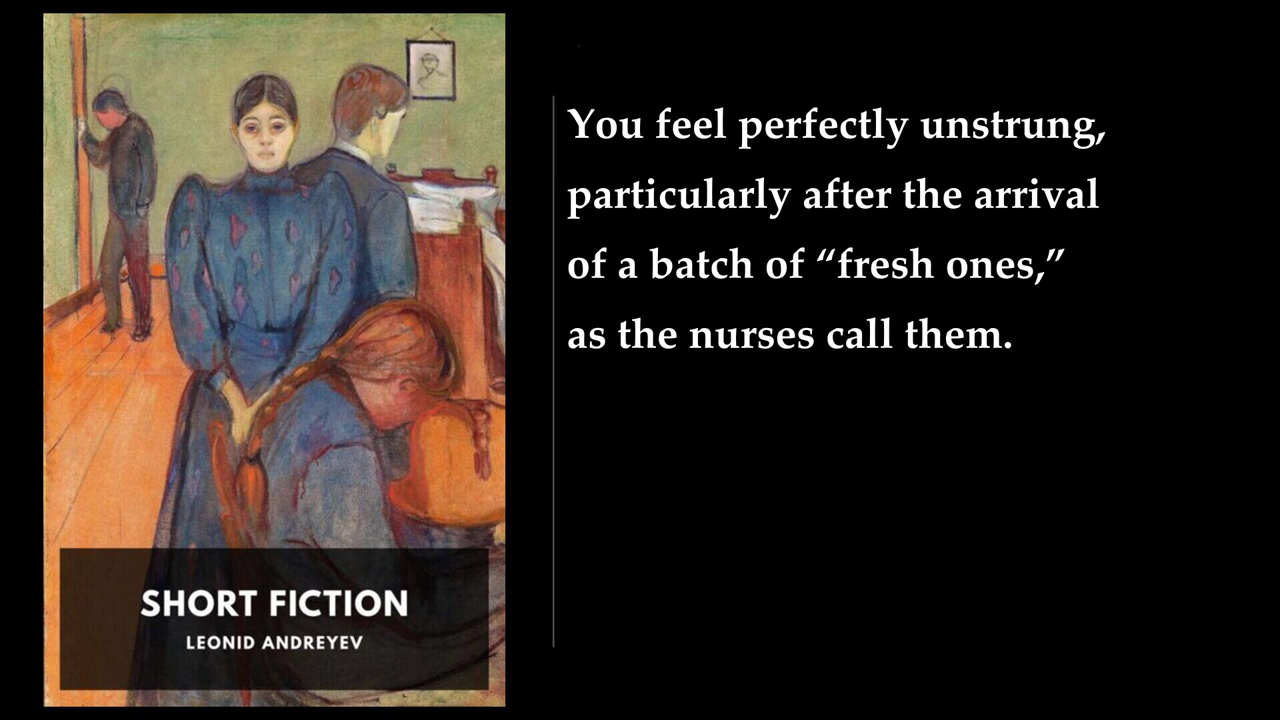 SHORT FICTION
LEONID ANDREYEV
You feel perfectly unstrung,
particularly after the arrival
of a batch of “fresh ones,”
as the nurses call them.